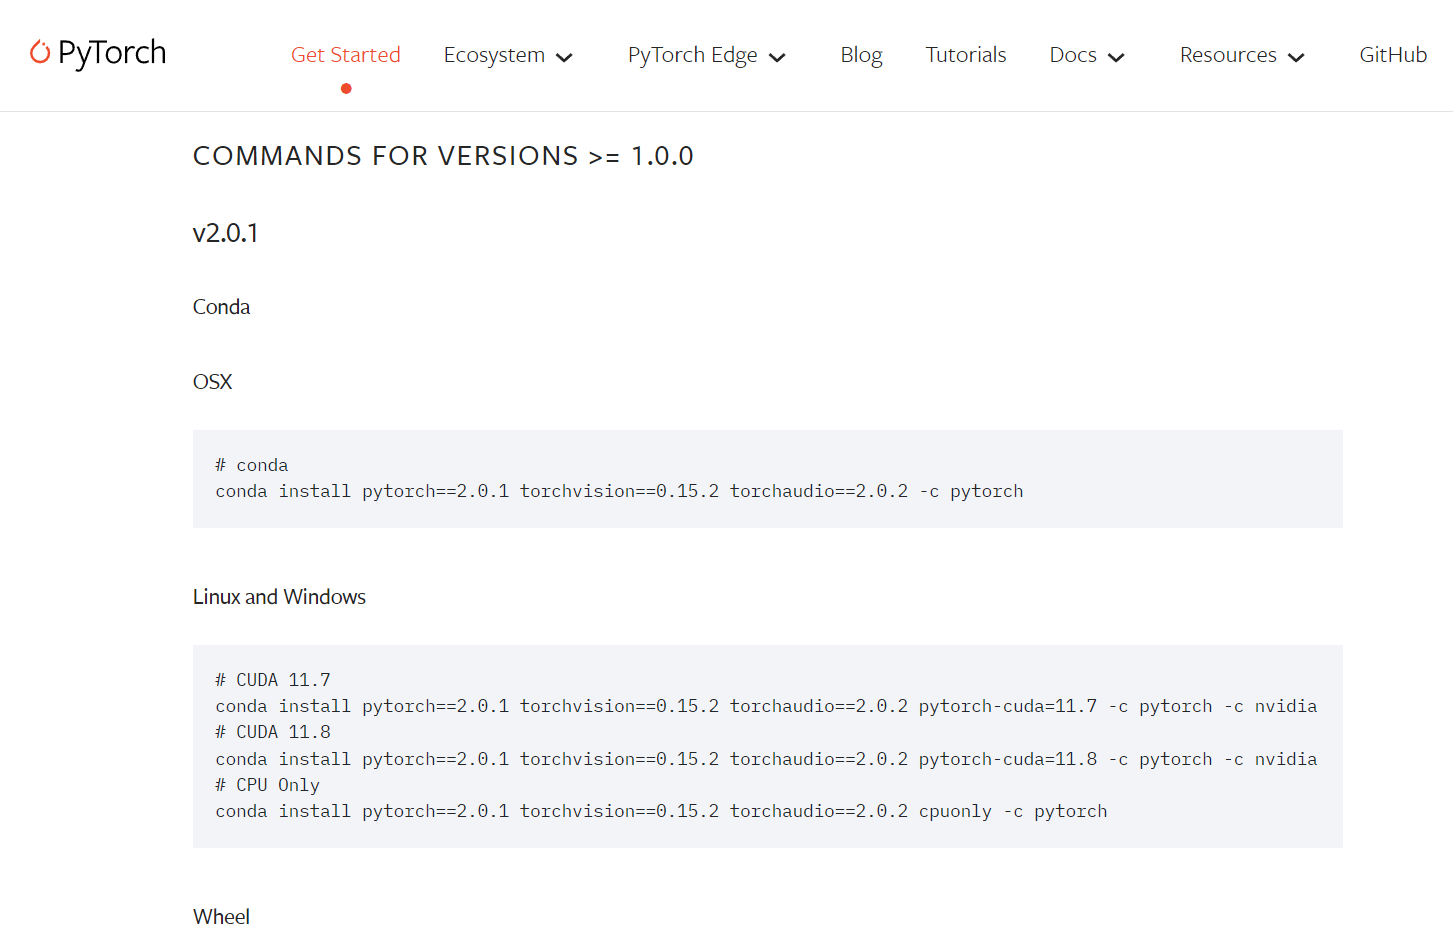 PyTorch
Get Started Ecosystem PyTorch Edge Blog Tutorials Docs Resources GitHub
COMMANDS FOR VERSIONS >= 1.0.0
v2.0.1
Conda
OSX
# conda
conda install pytorch==2.0.1 torchvision==0.15.2 torchaudio==2.0.2 -c pytorch
Linux and Windows
# CUDA 11.7
conda install pytorch==2.0.1 torchvision==0.15.2 torchaudio==2.0.2 pytorch-cuda=11.7 -c pytorch -c nvidia
# CUDA 11.8
conda install pytorch==2.0.1 torchvision==0.15.2 torchaudio==2.0.2 pytorch-cuda=11.8 -c pytorch -c nvidia
# CPU Only
conda install pytorch==2.0.1 torchvision==0.15.2 torchaudio==2.0.2 cpuonly -c pytorch
Wheel